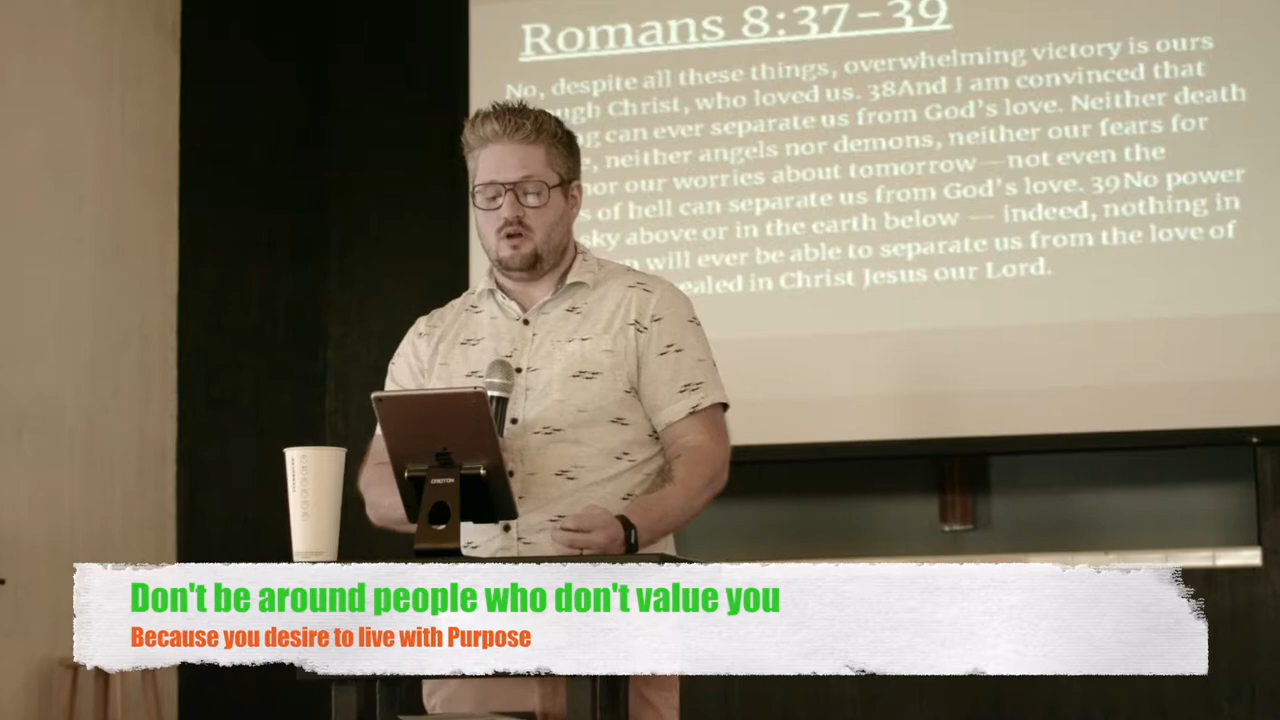 Romans 8:37-39
No, despite all these things, overwhelming victory is ours
ugh Christ, who loved us. 38And I am convinced that
g can ever separate us from God's love. Neither death
e, neither angels nor demons, neither our fears for
nor our worries about tomorrow—not even the
s of hell can separate us from God's love. 39No power
sky above or in the earth below — indeed, nothing in
n will ever be able to separate us from the love of
ealed in Christ Jesus our Lord.
Don't be around people who don't value you
Because you desire to live with Purpose